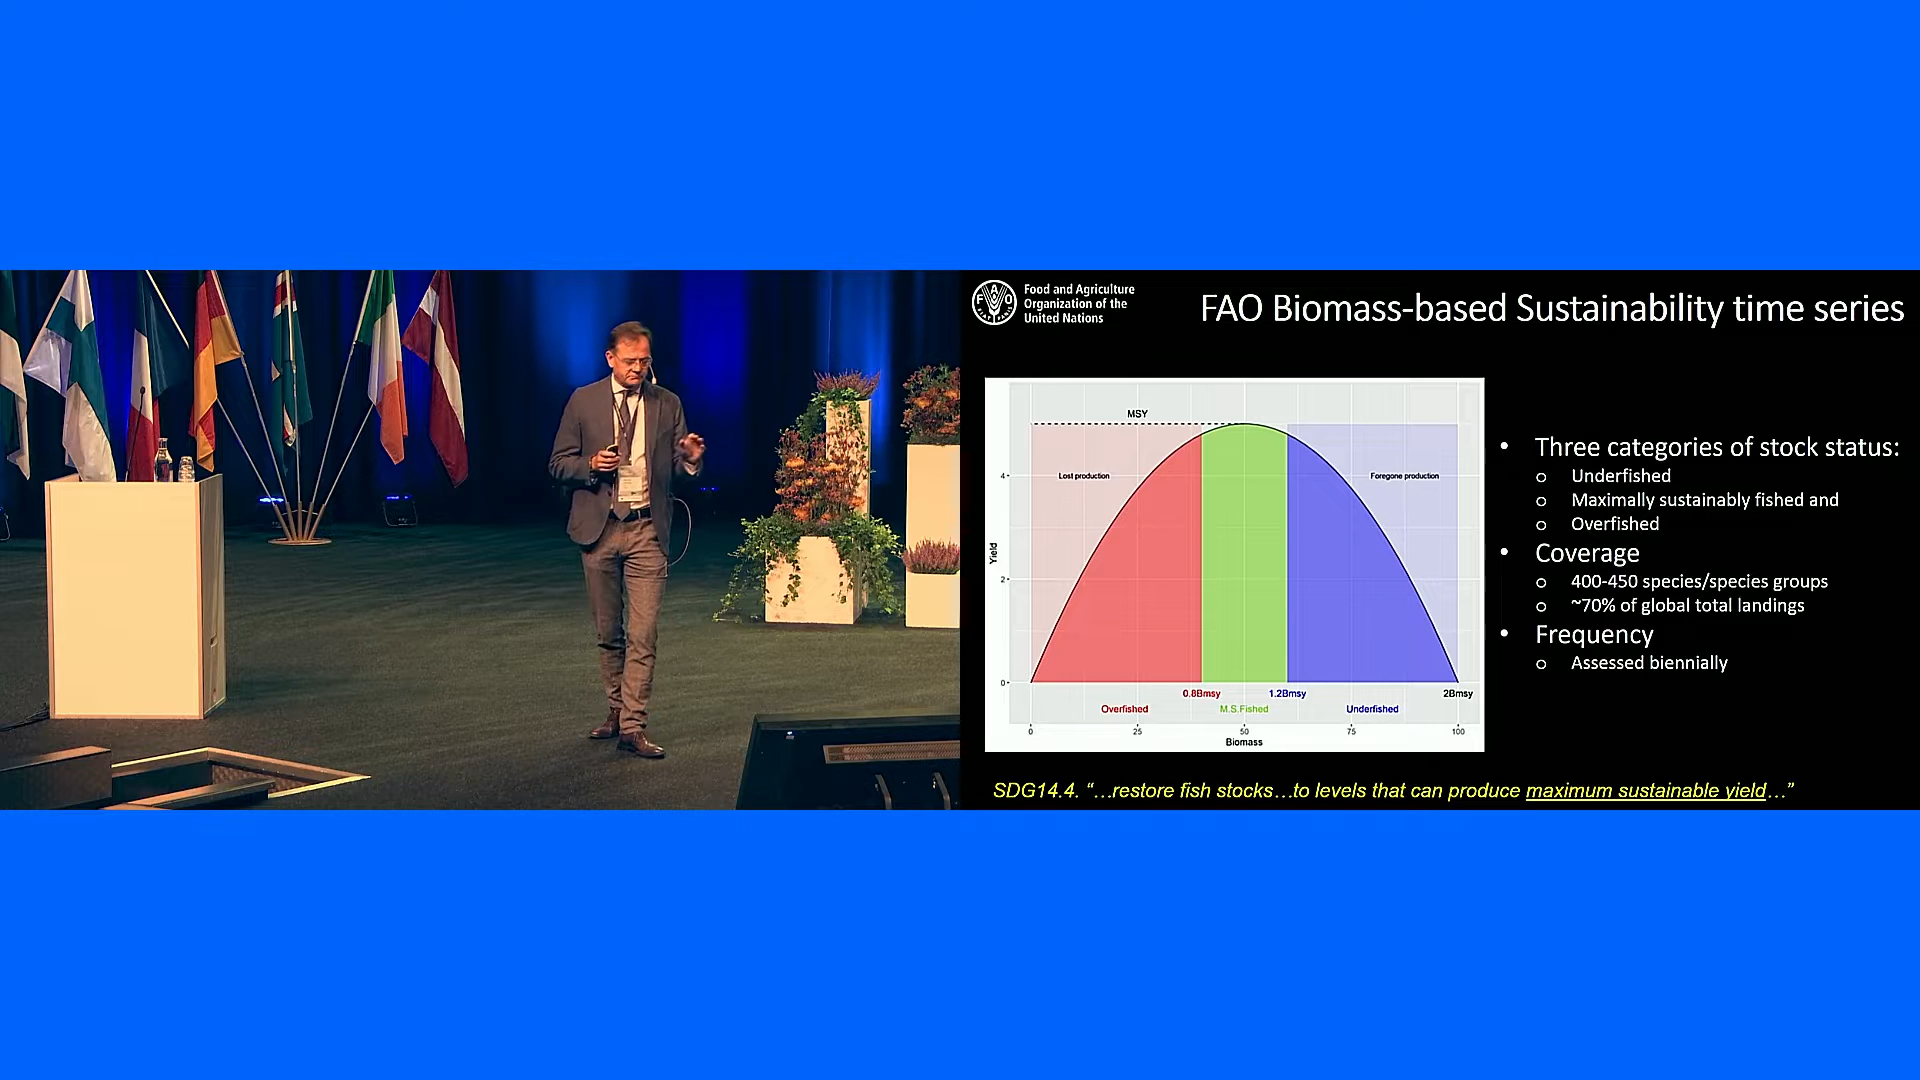 FAO
FIAT PANIS
Food and Agriculture
Organization of the
United Nations
FAO Biomass-based Sustainability time series
MSY
Lost production
Foregone production
4
2
0
Yield
0.8Bmsy
1.2Bmsy
2Bmsy
Overfished
M.S.Fished
Underfished
0
25
50
75
100
Biomass
• Three categories of stock status:
o Underfished
o Maximally sustainably fished and
o Overfished
• Coverage
o 400-450 species/species groups
o ~70% of global total landings
• Frequency
o Assessed biennially
SDG14.4. “…restore fish stocks…to levels that can produce maximum sustainable yield…”